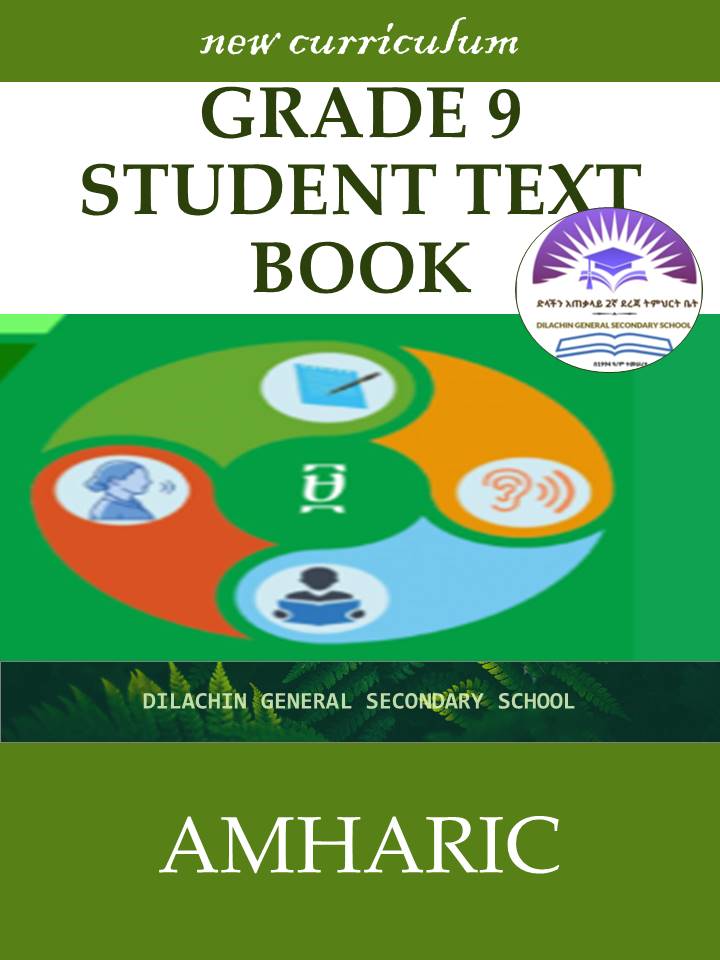 new curriculum
GRADE 9
STUDENT TEXT
BOOK
ድላችን አጠቃላይ 2ኛ ደረጃ ትምህርት ቤት
DILACHIN GENERAL SECONDARY SCHOOL
DILACHIN GENERAL SECONDARY SCHOOL
AMHARIC